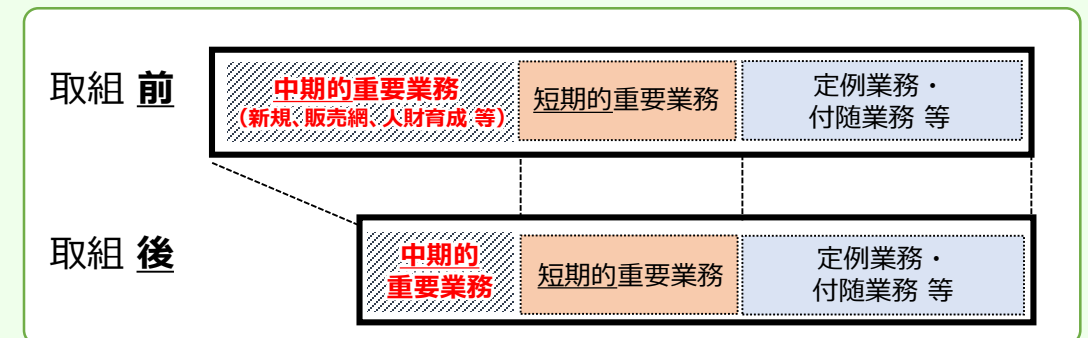 取組 前
中期的重要業務
（新規、販売網、人財育成 等）
短期的重要業務
定例業務・
付随業務 等
取組 後
中期的
重要業務
短期的重要業務
定例業務・
付随業務 等